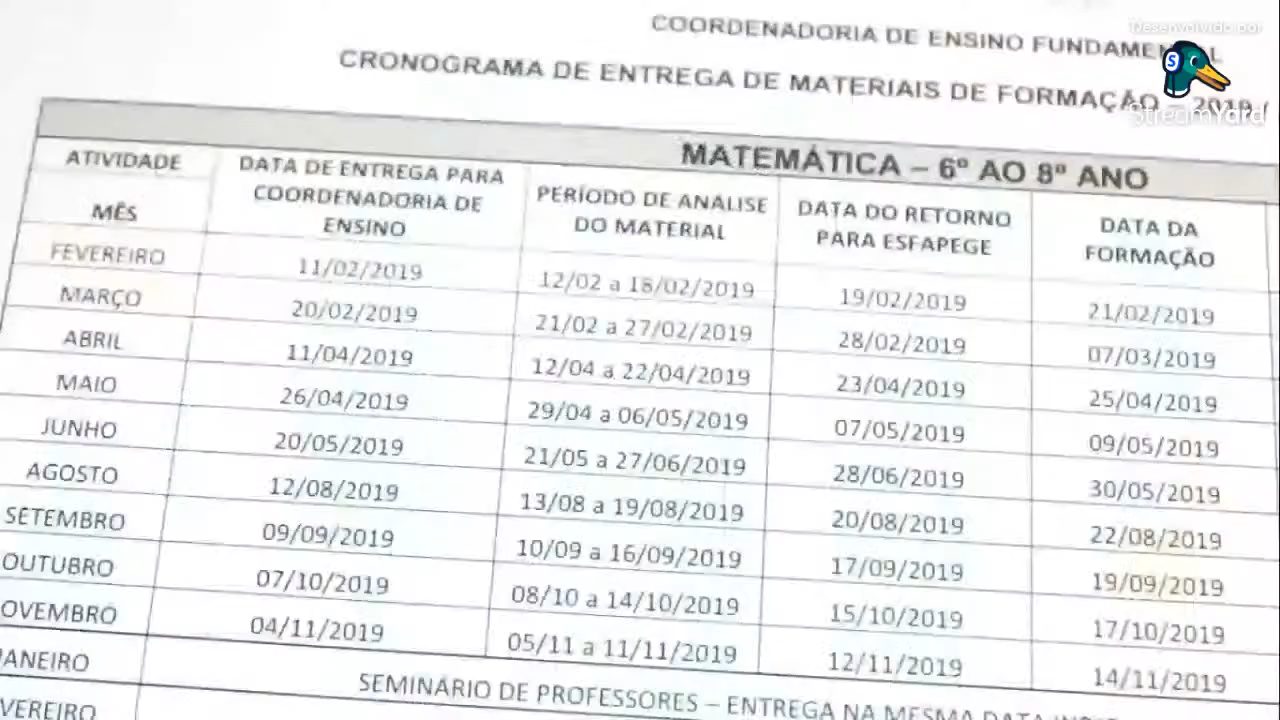 Desenvolvido por
COORDENADORIA DE ENSINO
StreamYard
CRONOGRAMA DE ENTREGA DE MATERIAIS DE FORMAÇÃO – 2019
MATEMÁTICA – 6º AO 8º ANO
ATIVIDADE
MÊS
DATA DE ENTREGA PARA
COORDENADORIA DE
ENSINO
PERÍODO DE ANÁLISE
DO MATERIAL
DATA DO RETORNO
PARA ESFAPEGE
DATA DA
FORMAÇÃO
FEVEREIRO 11/02/2019 12/02 a 18/02/2019 19/02/2019 21/02/2019
MARÇO 20/02/2019 21/02 a 27/02/2019 28/02/2019 07/03/2019
ABRIL 11/04/2019 12/04 a 22/04/2019 23/04/2019 25/04/2019
MAIO 26/04/2019 29/04 a 06/05/2019 07/05/2019 09/05/2019
JUNHO 20/05/2019 21/05 a 27/06/2019 28/06/2019 30/05/2019
AGOSTO 12/08/2019 13/08 a 19/08/2019 20/08/2019 22/08/2019
SETEMBRO 09/09/2019 10/09 a 16/09/2019 17/09/2019 19/09/2019
OUTUBRO 07/10/2019 08/10 a 14/10/2019 15/10/2019 17/10/2019
OVEMBRO 04/11/2019 05/11 a 11/11/2019 12/11/2019 14/11/2019
ANEIRO
SEMINÁRIO DE PROFESSORES – ENTREGA NA MESMA DATA
VEREIRO